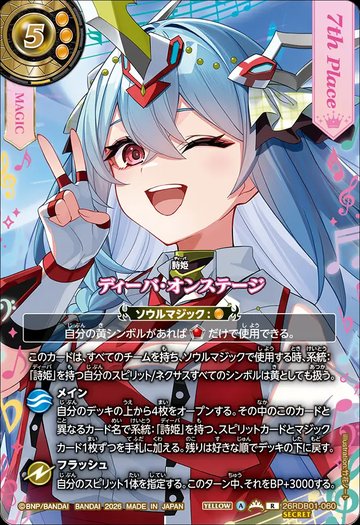 5
7th Place
MAGIC
ディーバ
詩姫
ディーバ・オンステージ
ソウルマジック:
自分の黄シンボルがあればだけで使用できる。
このカードは、すべてのチームを持ち、ソウルマジックで使用する時、系統:
「詩姫」を持つ自分のスピリット/ネクサスすべてのシンボルは黄としても扱う。
メイン
自分のデッキの上から4枚をオープンする。その中のこのカードと
異なるカード名で系統:「詩姫」を持つ、スピリットカードとマジック
カード1枚ずつを手札に加える。残りは好きな順でデッキの下に戻す。
フラッシュ
自分のスピリット1体を指定する。このターン中、それをBP+3000する。
©BNP/BANDAI BANDAI 2026 MADE IN JAPAN
YELLOW A R 26RDB01-060
SECRET